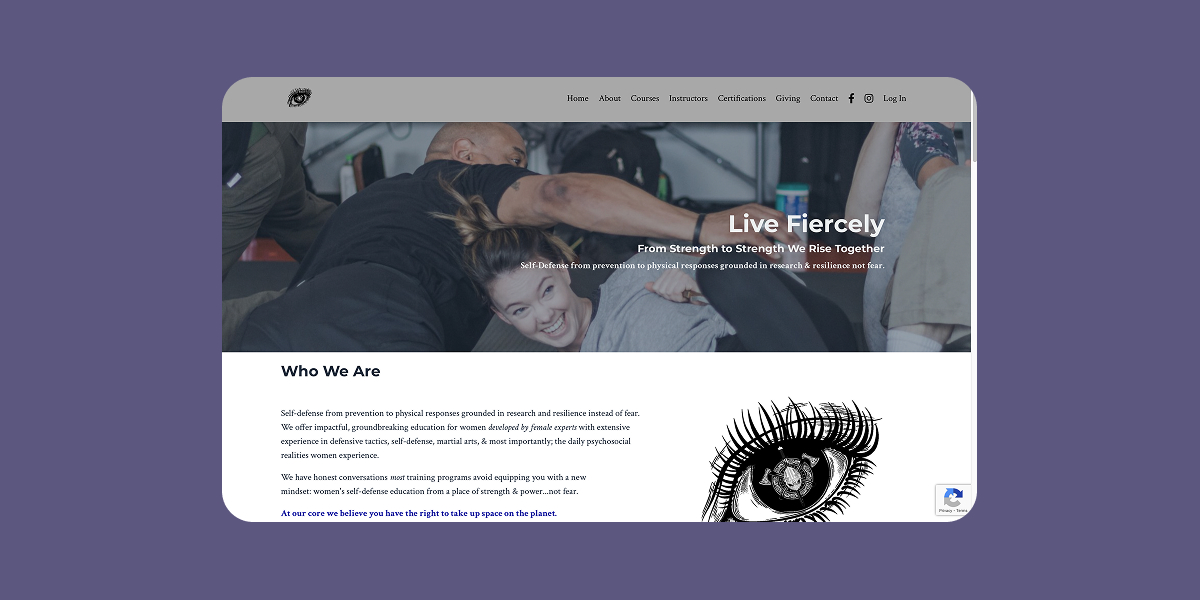 Home About Courses Instructors Certifications Giving Contact Log In
Live Fiercely
From Strength to Strength We Rise Together
Self-Defense from prevention to physical responses grounded in research & resilience not fear.
Who We Are
Self-defense from prevention to physical responses grounded in research and resilience instead of fear.
We offer impactful, groundbreaking education for women developed by female experts with extensive
experience in defensive tactics, self-defense, martial arts, & most importantly; the daily psychosocial
realities women experience.
We have honest conversations most training programs avoid equipping you with a new
mindset: women's self-defense education from a place of strength & power...not fear.
At our core we believe you have the right to take up space on the planet.
Privacy - Terms